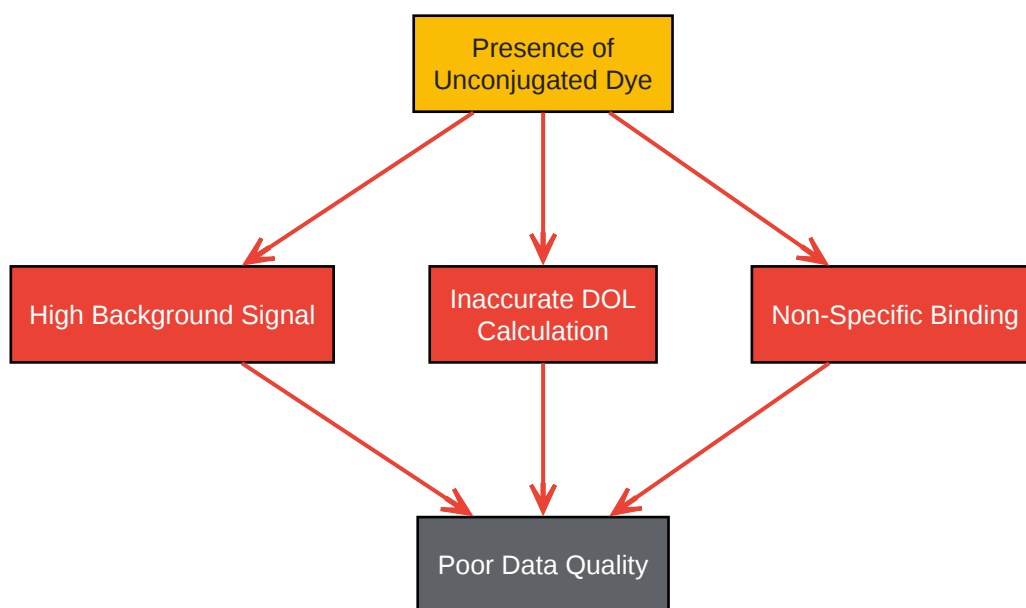 Presence of
Unconjugated Dye
High Background Signal
Inaccurate DOL
Calculation
Non-Specific Binding
Poor Data Quality